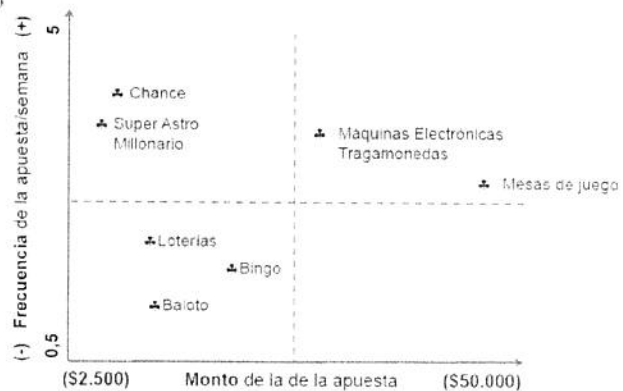 (-) Frecuencia de la apuesta/semana (+)
5
Chance
Super Astro
Millonario
Máquinas Electrónicas
Tragamonedas
Mesas de juego
Loterías
Bingo
Baloto
0,5
($2.500) Monto de la de la apuesta ($50.000)